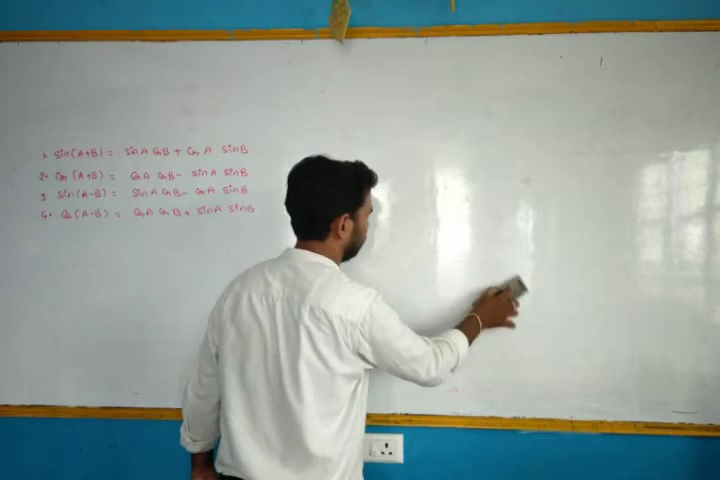 1. Sin(A+B) = SinA CosB + Cos A SinB
2. Cos (A+B) = CosA CosB - SinA SinB
3 Sin(A-B) = SinA CosB - CosA SinB
4. Cos(A-B) = CosA CosB + SinA SinB